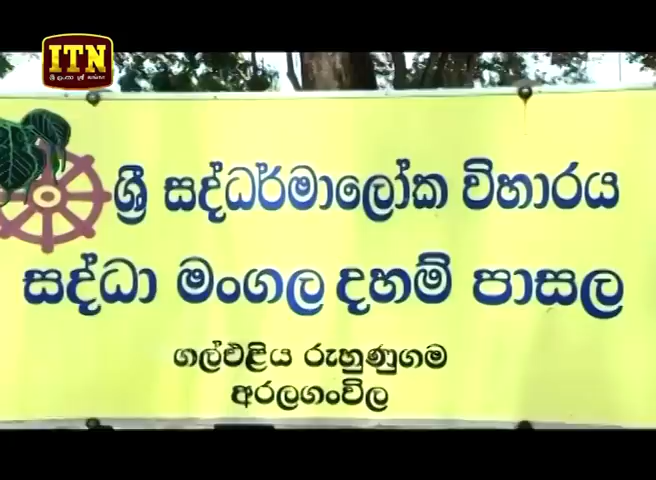 ITN
ශ්‍රී සද්ධර්මාලෝක විහාරය
සද්ධා මංගල දහම් පාසල
ගල්එළිය රුහුණුගම
අරලගංවිල